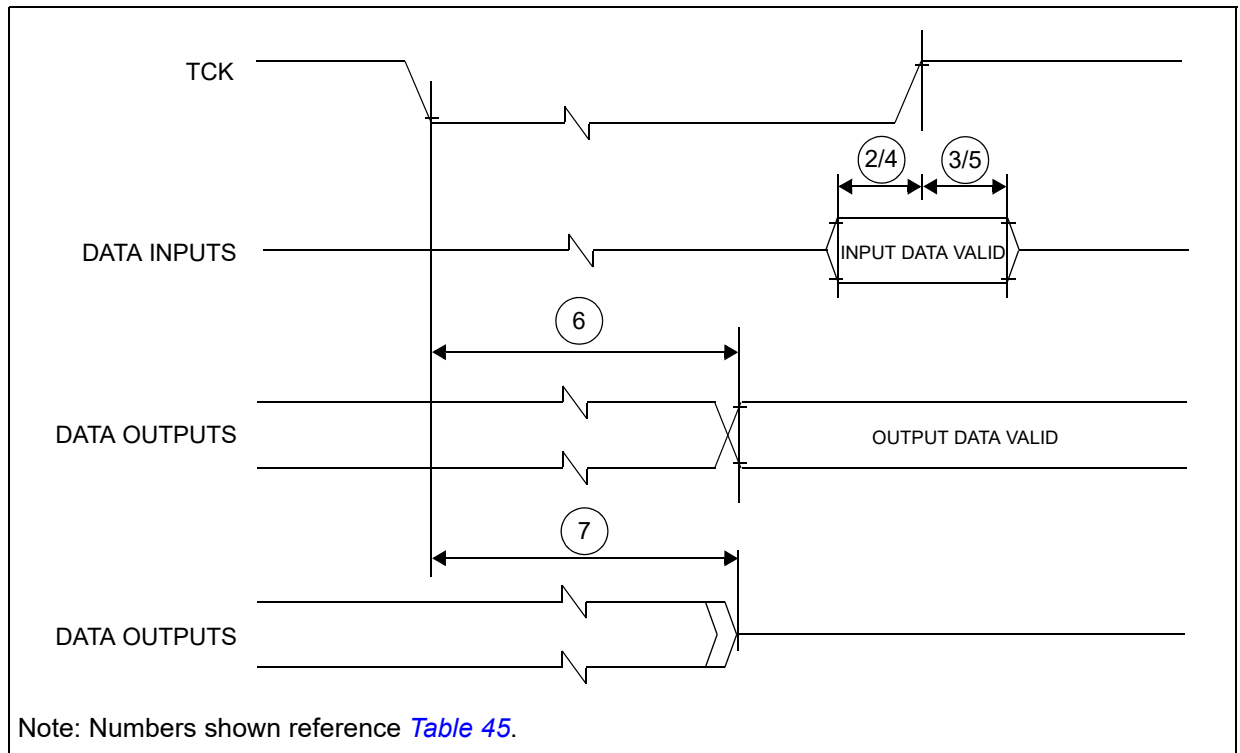 TCK
2/4
3/5
DATA INPUTS
INPUT DATA VALID
6
DATA OUTPUTS
OUTPUT DATA VALID
7
DATA OUTPUTS
Note: Numbers shown reference Table 45.